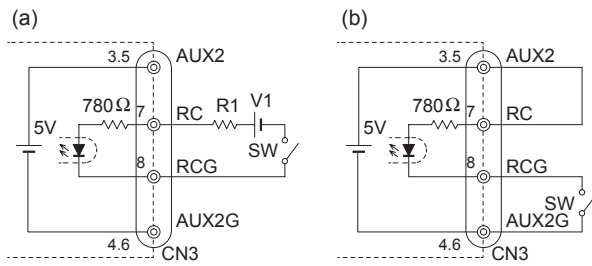 (a)
3.5
AUX2
780Ω
7
RC
R1
V1
5V
8
RCG
SW
AUX2G
4.6
CN3
(b)
3.5
AUX2
780Ω
7
RC
5V
8
RCG
SW
AUX2G
4.6
CN3